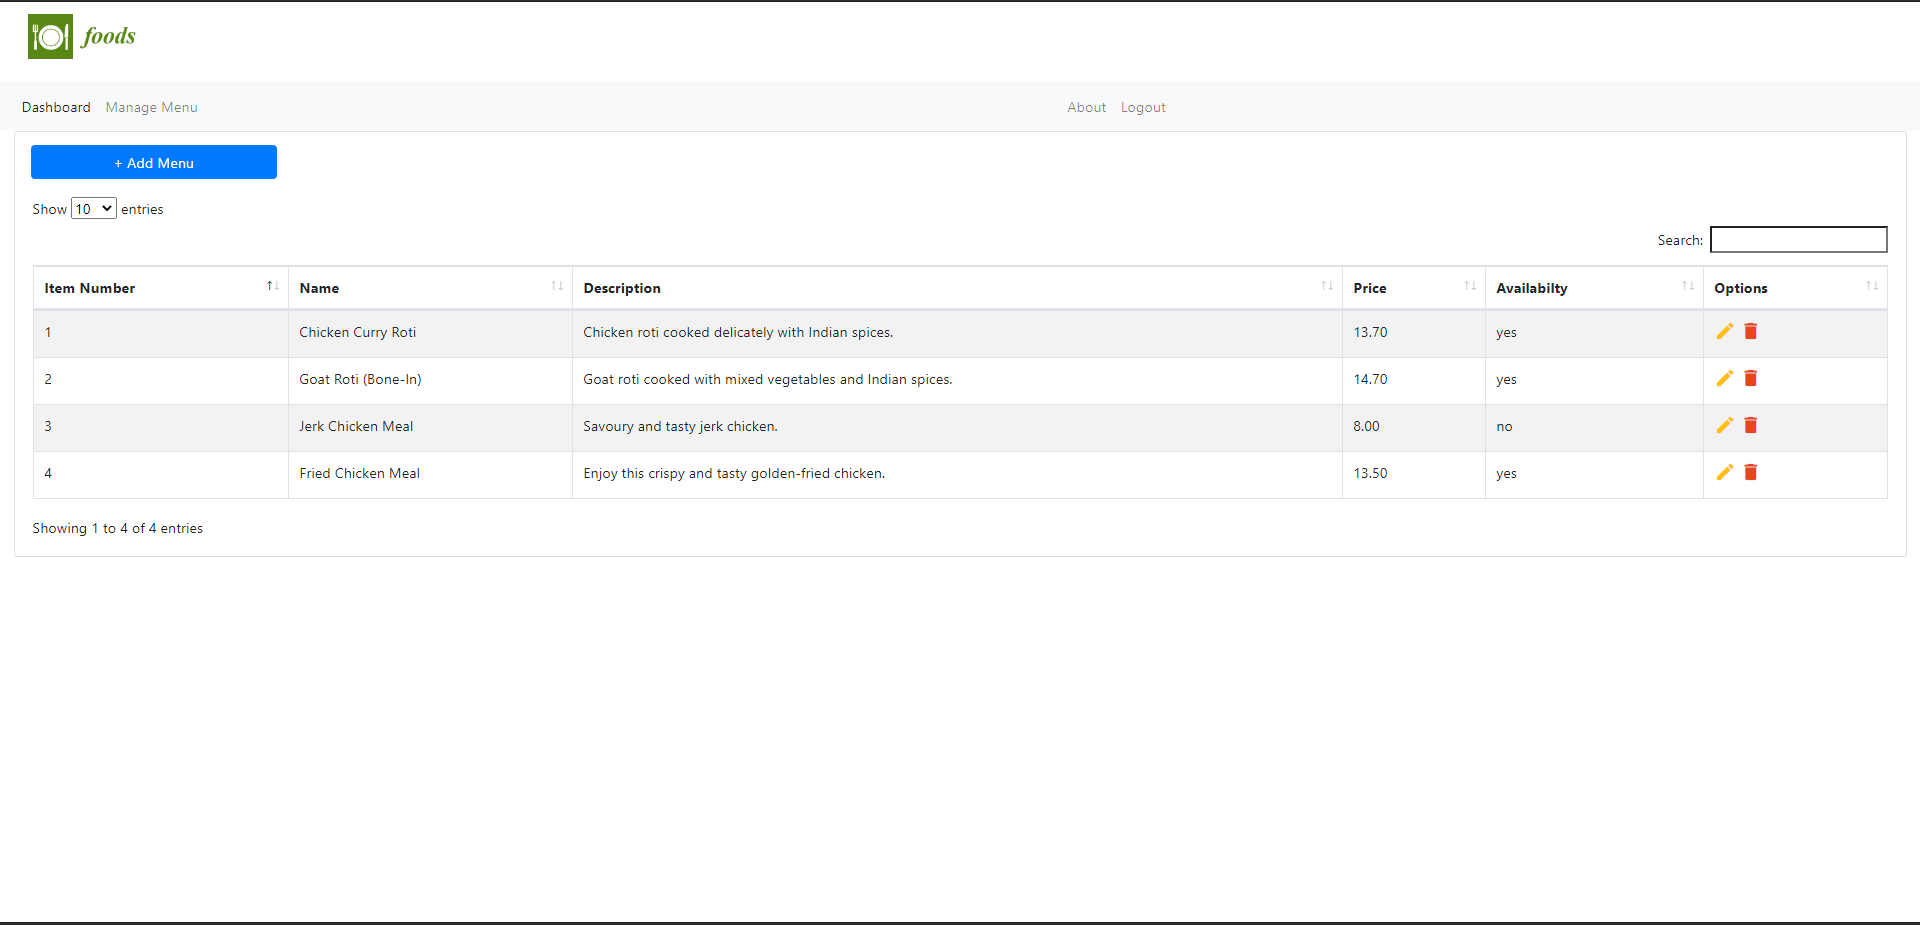 foods
Dashboard Manage Menu About Logout
+ Add Menu
Show 10 entries
Search:
Item Number Name Description Price Availabilty Options
1 Chicken Curry Roti Chicken roti cooked delicately with Indian spices. 13.70 yes
2 Goat Roti (Bone-In) Goat roti cooked with mixed vegetables and Indian spices. 14.70 yes
3 Jerk Chicken Meal Savoury and tasty jerk chicken. 8.00 no
4 Fried Chicken Meal Enjoy this crispy and tasty golden-fried chicken. 13.50 yes
Showing 1 to 4 of 4 entries